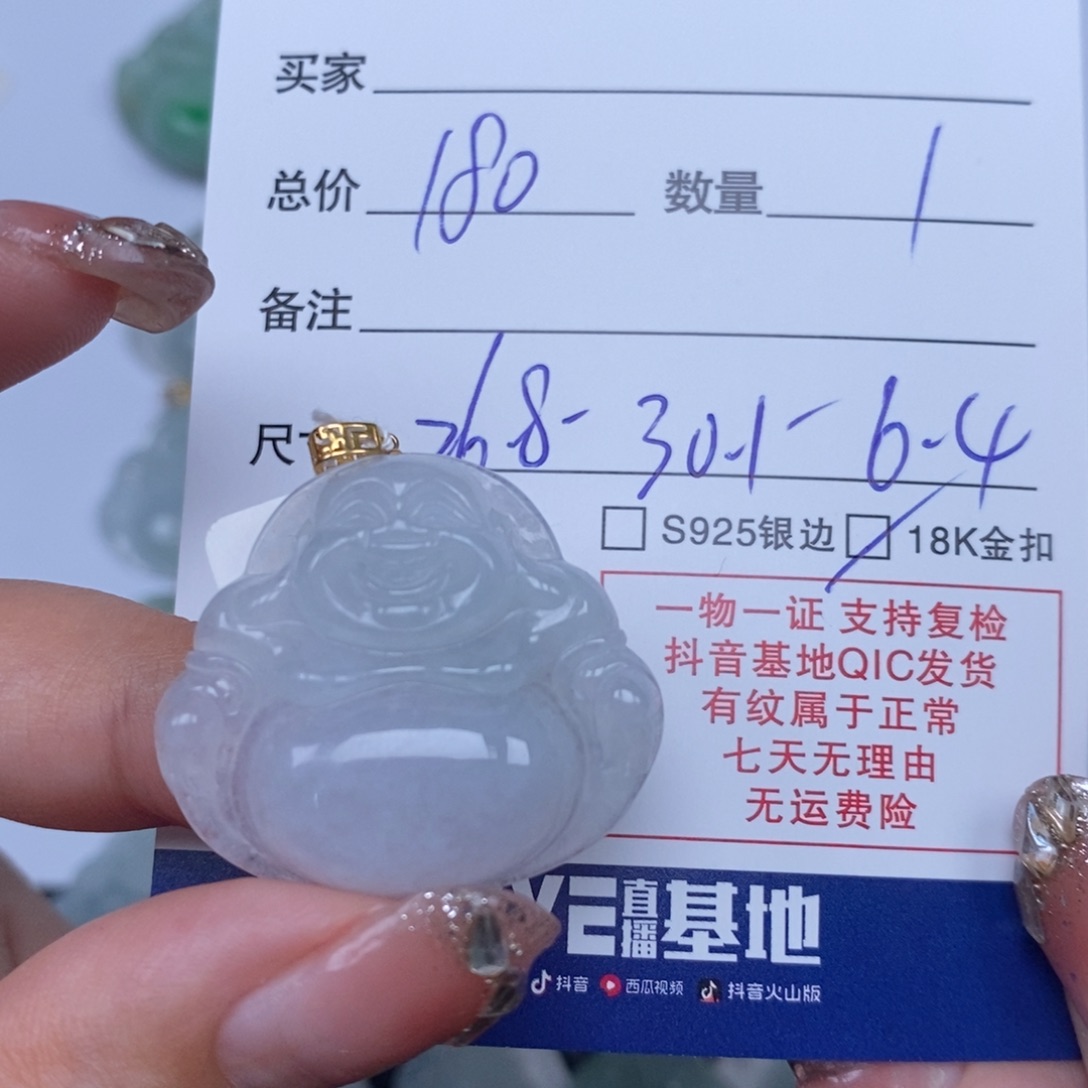 买家
总价 180 数量 1
备注
尺 26.8- 30.1- 6.4
S925银边 18K金扣
一物一证 支持复检
抖音基地QIC发货
有纹属于正常
七天无理由
无运费险
YE直播基地
抖音 西瓜视频 抖音火山版